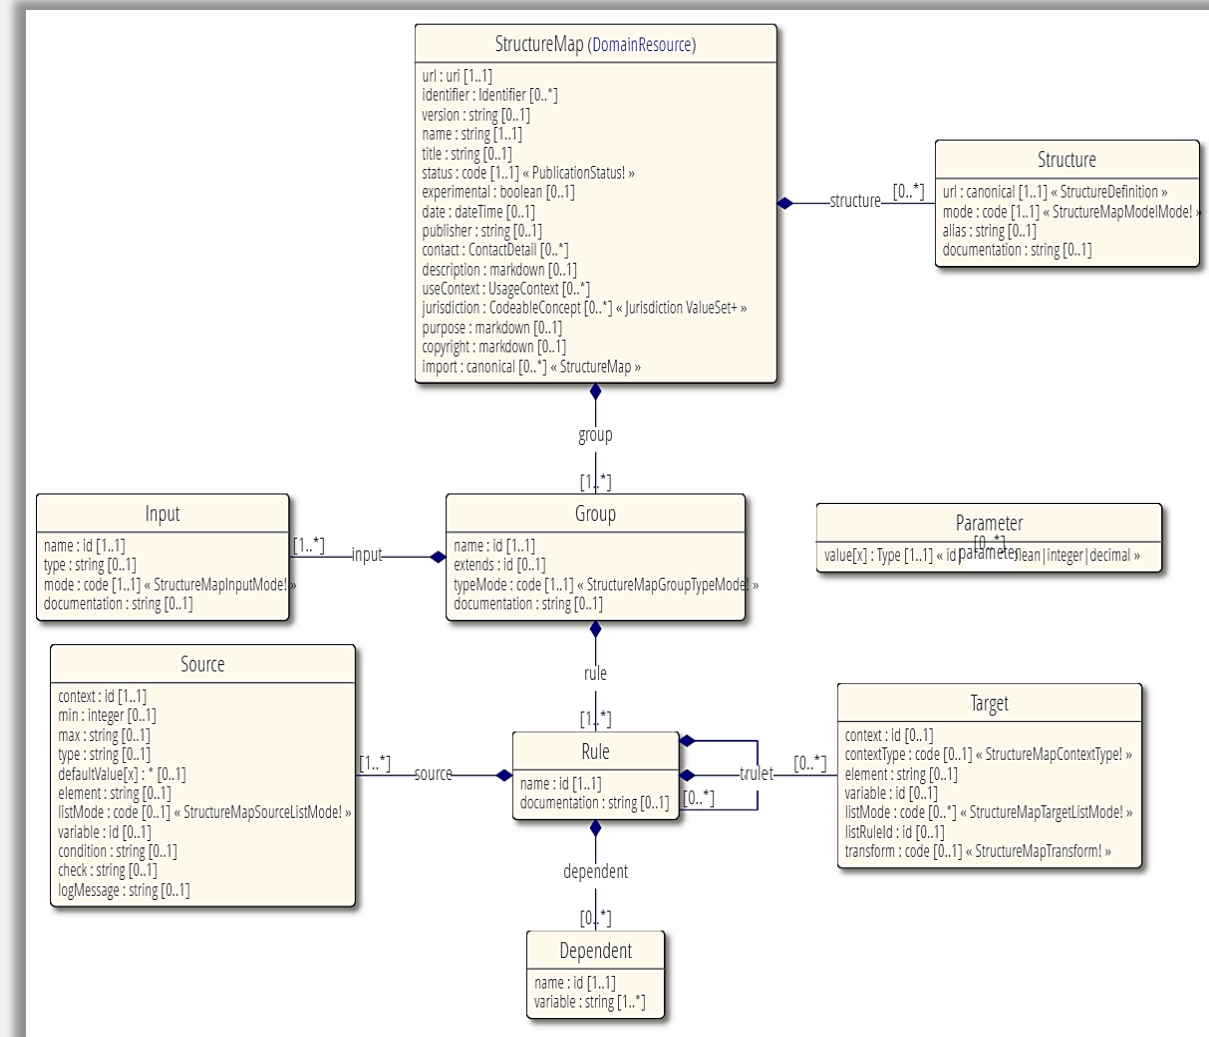 StructureMap (DomainResource)
url : uri [1..1]
identifier : Identifier [0..*]
version : string [0..1]
name : string [1..1]
title : string [0..1]
status : code [1..1] « PublicationStatus! »
experimental : boolean [0..1]
date : dateTime [0..1]
publisher : string [0..1]
contact : ContactDetail [0..*]
description : markdown [0..1]
useContext : UsageContext [0..*]
jurisdiction : CodeableConcept [0..*] « Jurisdiction ValueSet+ »
purpose : markdown [0..1]
copyright : markdown [0..1]
import : canonical [0..*] « StructureMap »
structure
[0..*]
Structure
url : canonical [1..1] « StructureDefinition »
mode : code [1..1] « StructureMapModelMode! »
alias : string [0..1]
documentation : string [0..1]
group
[1..*]
Input
name : id [1..1]
type : string [0..1]
mode : code [1..1] « StructureMapInputMode! »
documentation : string [0..1]
[1..*]
input
Group
name : id [1..1]
extends : id [0..1]
typeMode : code [1..1] « StructureMapGroupTypeMode! »
documentation : string [0..1]
Parameter
[0..*]
value[x] : Type [1..1] « id|
parameter
|integer|decimal »
rule
[1..*]
Source
context : id [1..1]
min : integer [0..1]
max : string [0..1]
type : string [0..1]
defaultValue[x] : * [0..1]
element : string [0..1]
listMode : code [0..1] « StructureMapSourceListMode! »
variable : id [0..1]
condition : string [0..1]
check : string [0..1]
logMessage : string [0..1]
[1..*]
source
Rule
name : id [1..1]
documentation : string [0..1]
[0..*]
[0..*]
Target
context : id [0..1]
contextType : code [0..1] « StructureMapContextType! »
element : string [0..1]
variable : id [0..1]
listMode : code [0..*] « StructureMapTargetListMode! »
listRuleId : id [0..1]
transform : code [0..1] « StructureMapTransform! »
dependent
[0..*]
Dependent
name : id [1..1]
variable : string [1..*]